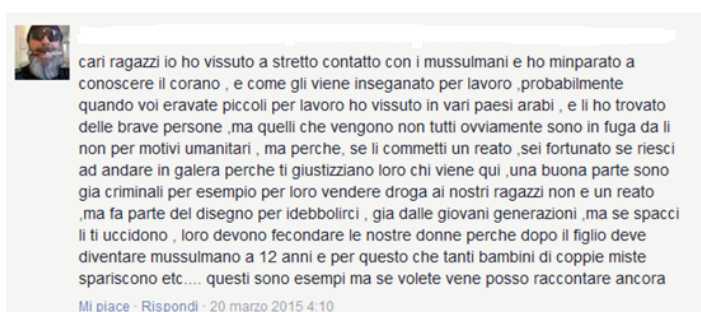 cari ragazzi io ho vissuto a stretto contatto con i mussulmani e ho minparato a
conoscere il corano , e come gli viene inseganato per lavoro ,probabilmente
quando voi eravate piccoli per lavoro ho vissuto in vari paesi arabi , e li ho trovato
delle brave persone ,ma quelli che vengono non tutti ovviamente sono in fuga da li
non per motivi umanitari , ma perche, se li commetti un reato ,sei fortunato se riesci
ad andare in galera perche ti giustizziano loro chi viene qui ,una buona parte sono
gia criminali per esempio per loro vendere droga ai nostri ragazzi non e un reato
,ma fa parte del disegno per idebbolirci , gia dalle giovani generazioni ,ma se spacci
li ti uccidono , loro devono fecondare le nostre donne perche dopo il figlio deve
diventare mussulmano a 12 anni e per questo che tanti bambini di coppie miste
spariscono etc.... questi sono esempi ma se volete vene posso raccontare ancora
Mi piace · Rispondi · 20 marzo 2015 4:10